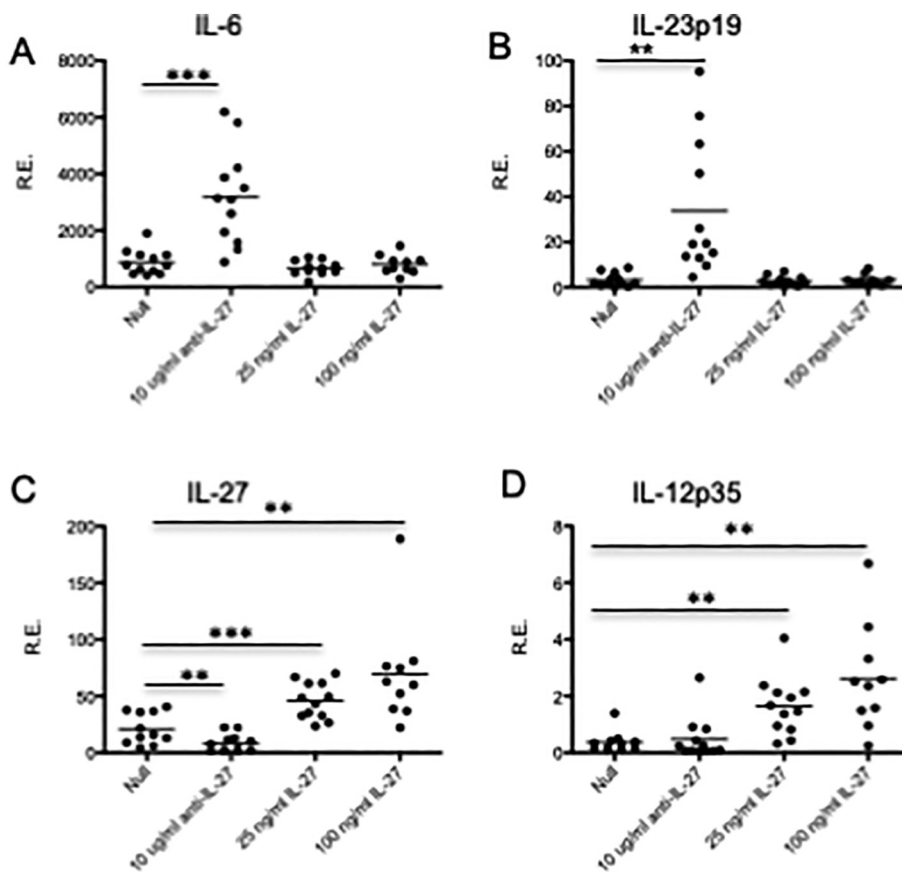 A
IL-6
***
8000
6000
4000
2000
0
R.E.
Null
10 ug/ml anti-IL-27
25 ng/ml IL-27
100 ng/ml IL-27
B
IL-23p19
**
100
80
60
40
20
0
R.E.
Null
10 ug/ml anti-IL-27
25 ng/ml IL-27
100 ng/ml IL-27
C
IL-27
**
***
**
200
150
100
50
0
R.E.
Null
10 ug/ml anti-IL-27
25 ng/ml IL-27
100 ng/ml IL-27
D
IL-12p35
**
**
8
6
4
2
0
R.E.
Null
10 ug/ml anti-IL-27
25 ng/ml IL-27
100 ng/ml IL-27